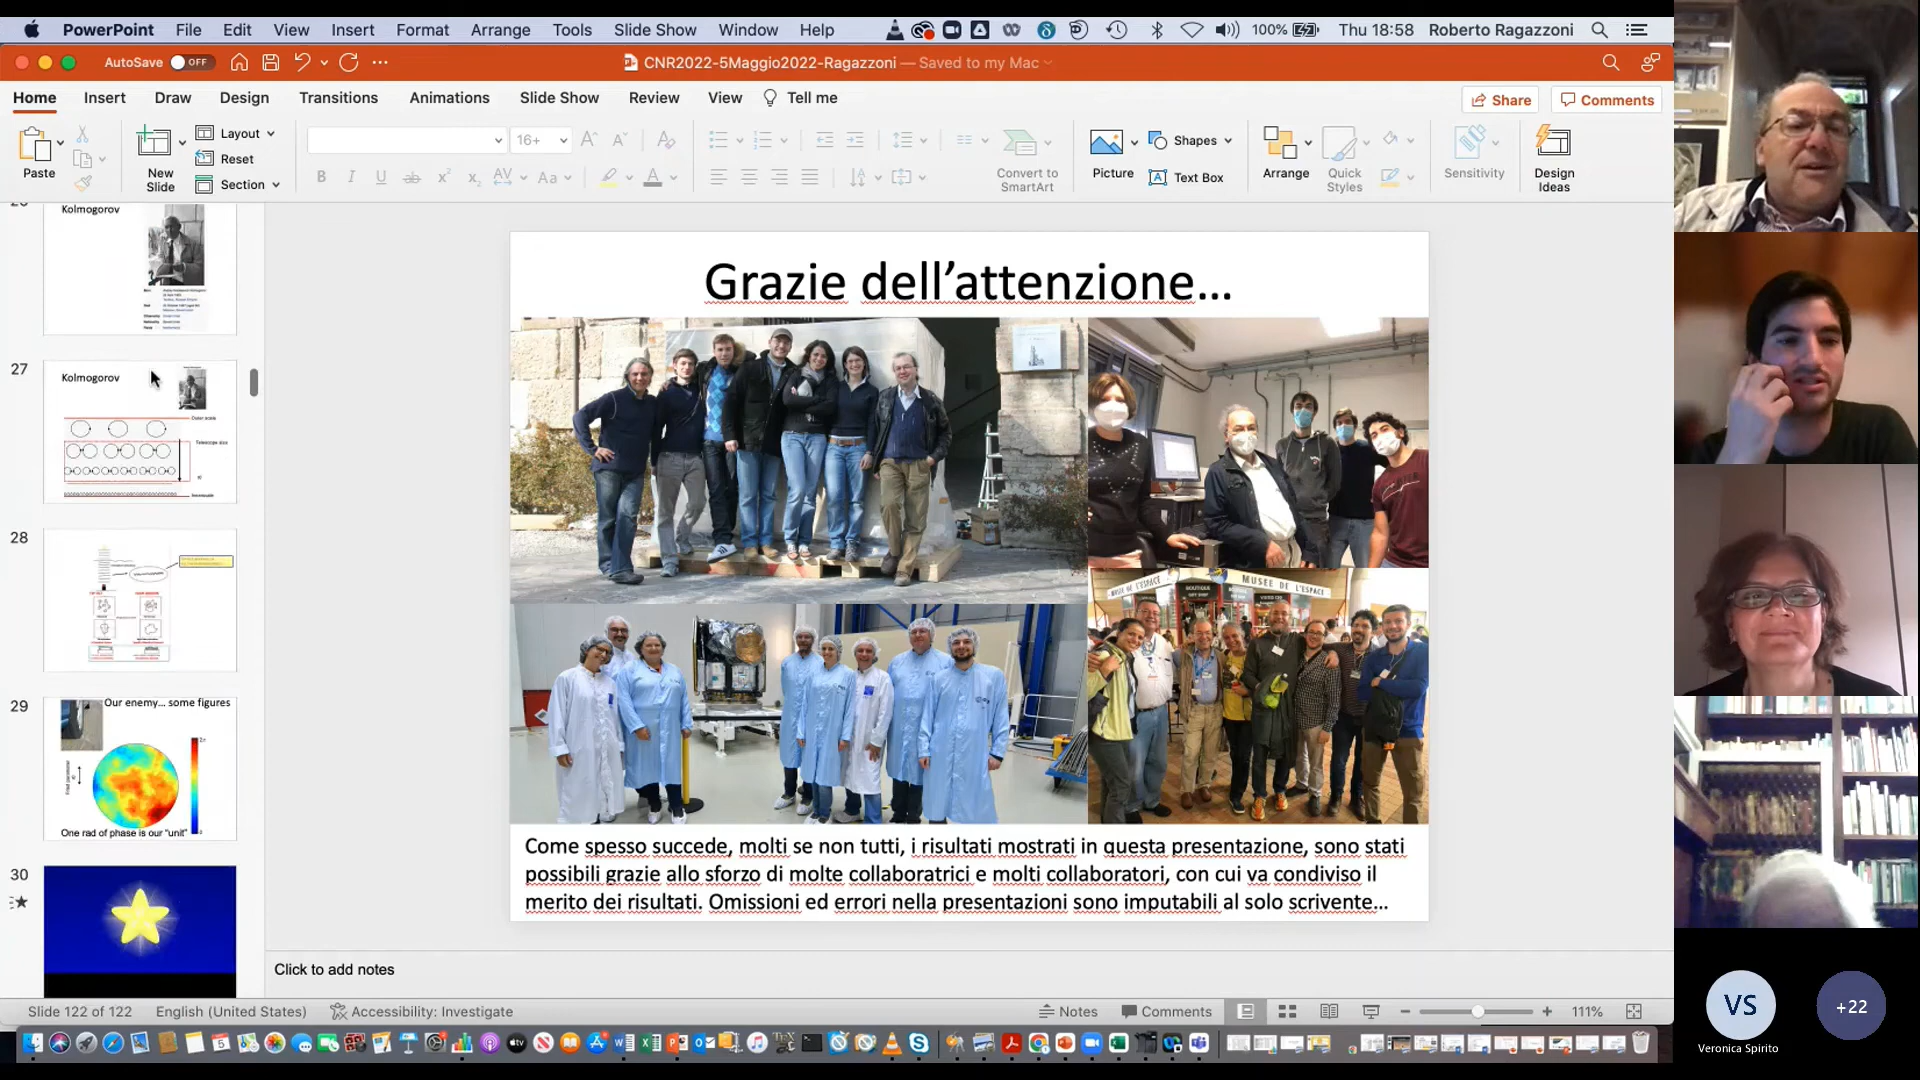 PowerPoint File Edit View Insert Format Arrange Tools Slide Show Window Help 100% Thu 18:58 Roberto Ragazzoni
AutoSave OFF CNR2022-5Maggio2022-Ragazzoni — Saved to my Mac
Home Insert Draw Design Transitions Animations Slide Show Review View Tell me Share Comments
Paste
New Slide
Layout
Reset
Section
16+
Convert to SmartArt
Picture
Shapes
Text Box
Arrange
Quick Styles
Sensitivity
Design Ideas
Kolmogorov
27
Kolmogorov
Outer scale
Telescope size
28
29
Our enemy... some figures
One rad of phase is our "unit"
30
Grazie dell’attenzione...
MUSEE DE L'ESPACE
Come spesso succede, molti se non tutti, i risultati mostrati in questa presentazione, sono stati
possibili grazie allo sforzo di molte collaboratrici e molti collaboratori, con cui va condiviso il
merito dei risultati. Omissioni ed errori nella presentazioni sono imputabili al solo scrivente...
Click to add notes
Slide 122 of 122 English (United States) Accessibility: Investigate Notes Comments 111%
VS
Veronica Spirito
+22